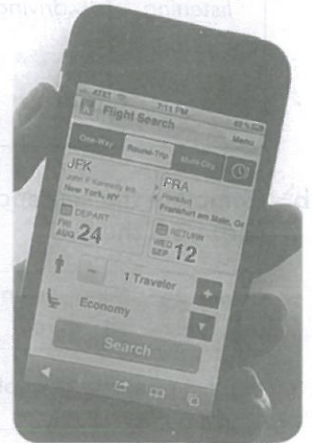 AT&T 7:11 PM
Flight Search Menu
One-Way Round-Trip Multi-City
JFK
John F Kennedy Intl
New York, NY
FRA
Frankfurt
Frankfurt am Main, Ge
DEPART
FRI
AUG 24
RETURN
WED
SEP 12
1 Traveler
Economy
Search